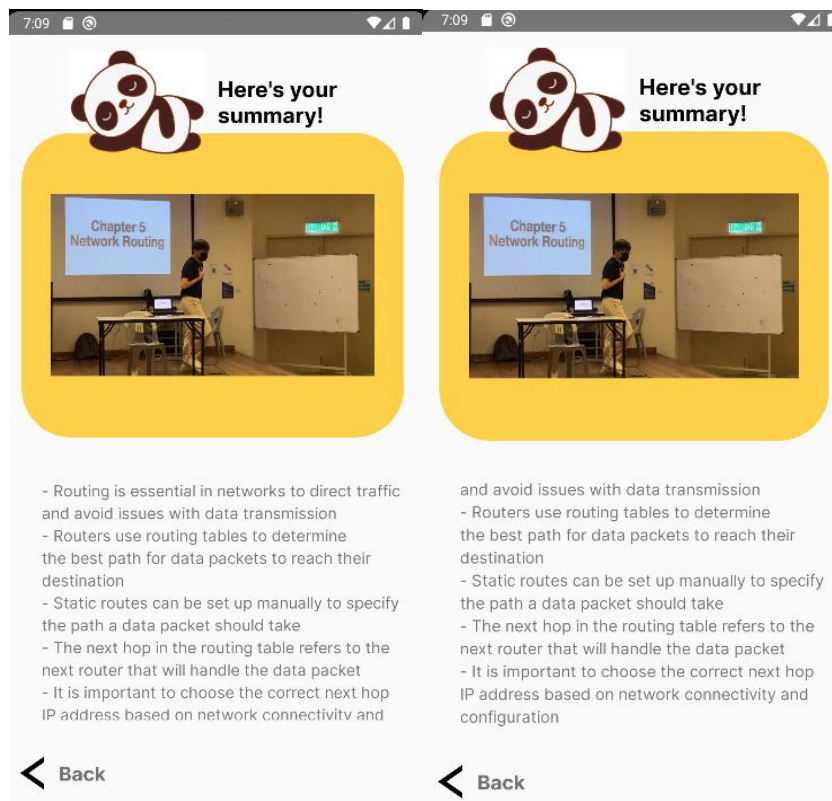 7:09
Here's your
summary!
Chapter 5
Network Routing
- Routing is essential in networks to direct traffic
and avoid issues with data transmission
- Routers use routing tables to determine
the best path for data packets to reach their
destination
- Static routes can be set up manually to specify
the path a data packet should take
- The next hop in the routing table refers to the
next router that will handle the data packet
- It is important to choose the correct next hop
IP address based on network connectivity and
Back
7:09
Here's your
summary!
Chapter 5
Network Routing
and avoid issues with data transmission
- Routers use routing tables to determine
the best path for data packets to reach their
destination
- Static routes can be set up manually to specify
the path a data packet should take
- The next hop in the routing table refers to the
next router that will handle the data packet
- It is important to choose the correct next hop
IP address based on network connectivity and
configuration
Back